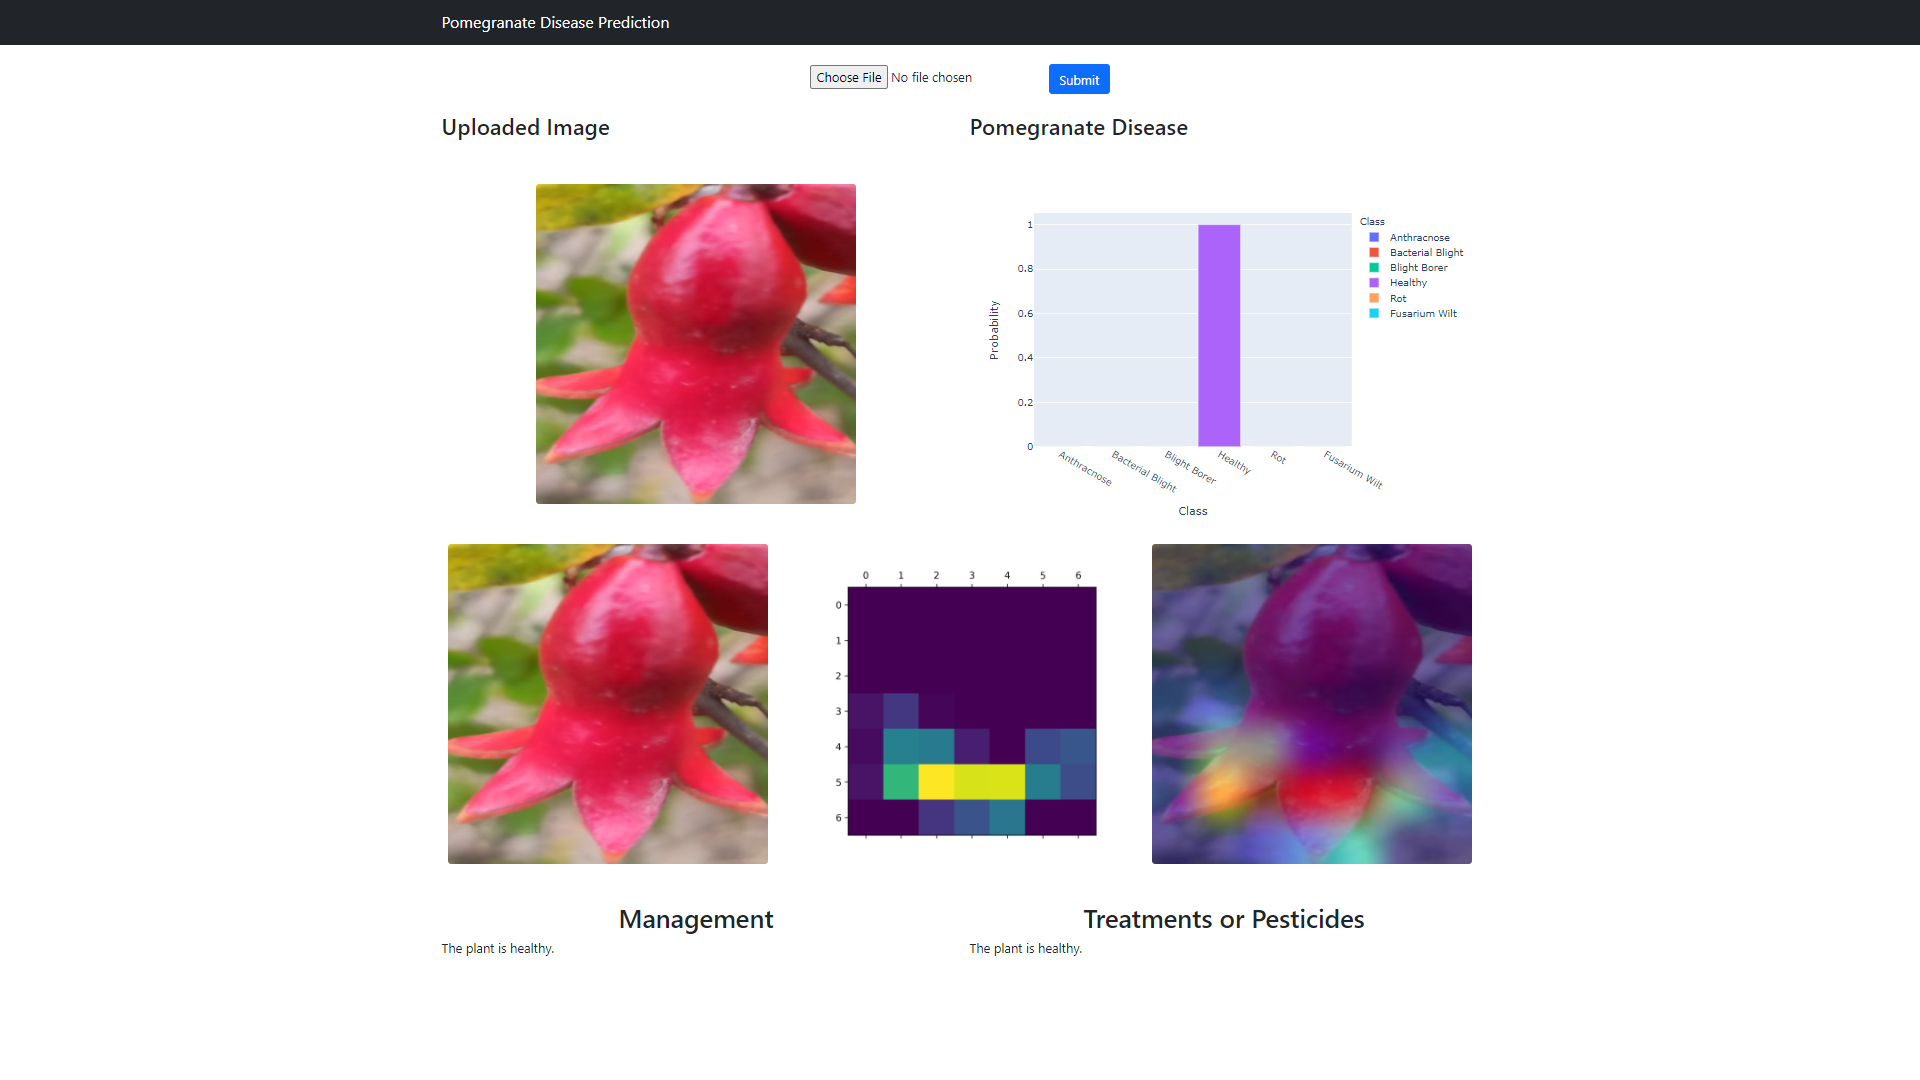 Pomegranate Disease Prediction
Choose File No file chosen Submit
Uploaded Image
Pomegranate Disease
Class
Anthracnose
Bacterial Blight
Blight Borer
Healthy
Rot
Fusarium Wilt
1
0.8
0.6
0.4
0.2
0
Probability
Anthracnose
Bacterial Blight
Blight Borer
Healthy
Rot
Fusarium Wilt
Class
0 1 2 3 4 5 6
0
1
2
3
4
5
6
Management
The plant is healthy.
Treatments or Pesticides
The plant is healthy.